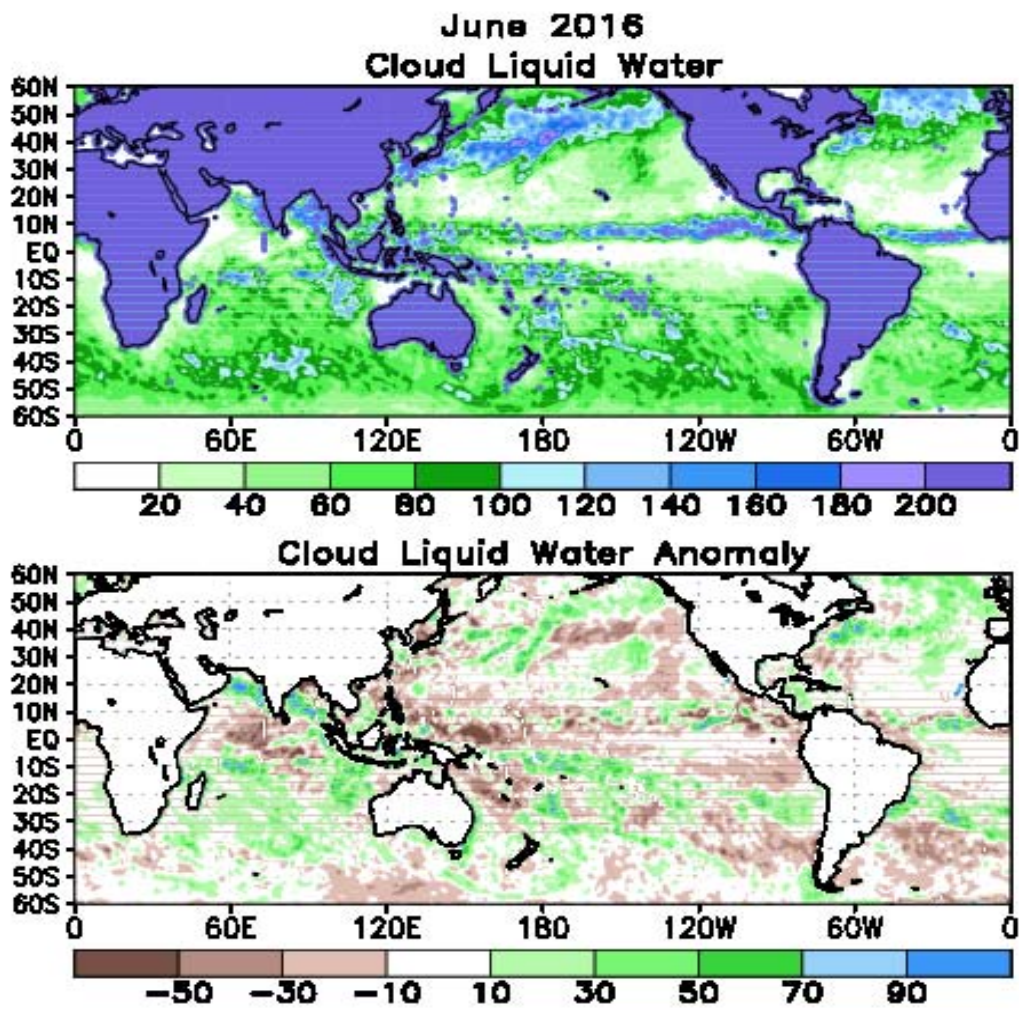 June 2016
Cloud Liquid Water
60N
50N
40N
30N
20N
10N
EQ
10S
20S
30S
40S
50S
60S
0 60E 120E 180 120W 60W 0
20 40 60 80 100 120 140 160 180 200
Cloud Liquid Water Anomaly
60N
50N
40N
30N
20N
10N
EQ
10S
20S
30S
40S
50S
60S
0 60E 120E 180 120W 60W 0
−50 −30 −10 10 30 50 70 90